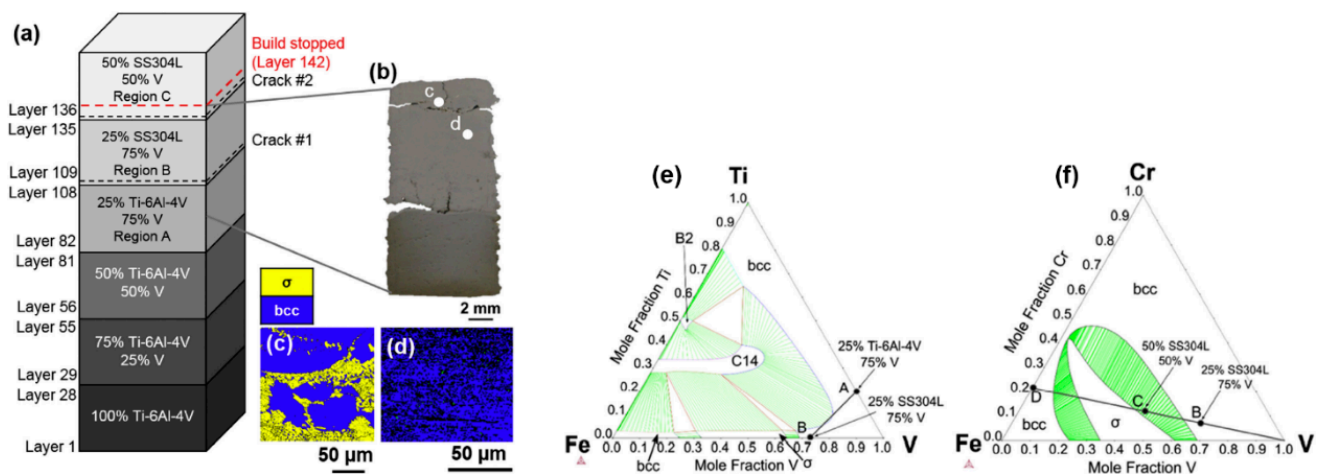 (a)
50% SS304L
50% V
Region C
Build stopped
(Layer 142)
Crack #2
Layer 136
Layer 135
25% SS304L
75% V
Region B
Crack #1
Layer 109
Layer 108
25% Ti-6Al-4V
75% V
Region A
Layer 82
Layer 81
50% Ti-6Al-4V
50% V
Layer 56
Layer 55
75% Ti-6Al-4V
25% V
Layer 29
Layer 28
100% Ti-6Al-4V
Layer 1
(b)
c
d
2 mm
σ
bcc
(c)
(d)
50 μm
50 μm
(e)
Ti
1.0
0.9
0.8
0.7
0.6
0.5
0.4
0.3
0.2
0.1
0.0
Mole Fraction Ti
B2
bcc
C14
25% Ti-6Al-4V
75% V
A
25% SS304L
75% V
B
Fe
0.0 0.1 0.2 0.3 0.4 0.5 0.6 0.7 0.8 0.9 1.0
V
bcc
Mole Fraction V
σ
(f)
Cr
1.0
0.9
0.8
0.7
0.6
0.5
0.4
0.3
0.2
0.1
0.0
Mole Fraction Cr
bcc
50% SS304L
50% V
25% SS304L
75% V
D
C
B
bcc
σ
Fe
0.0 0.1 0.2 0.3 0.4 0.5 0.6 0.7 0.8 0.9 1.0
V
Mole Fraction V